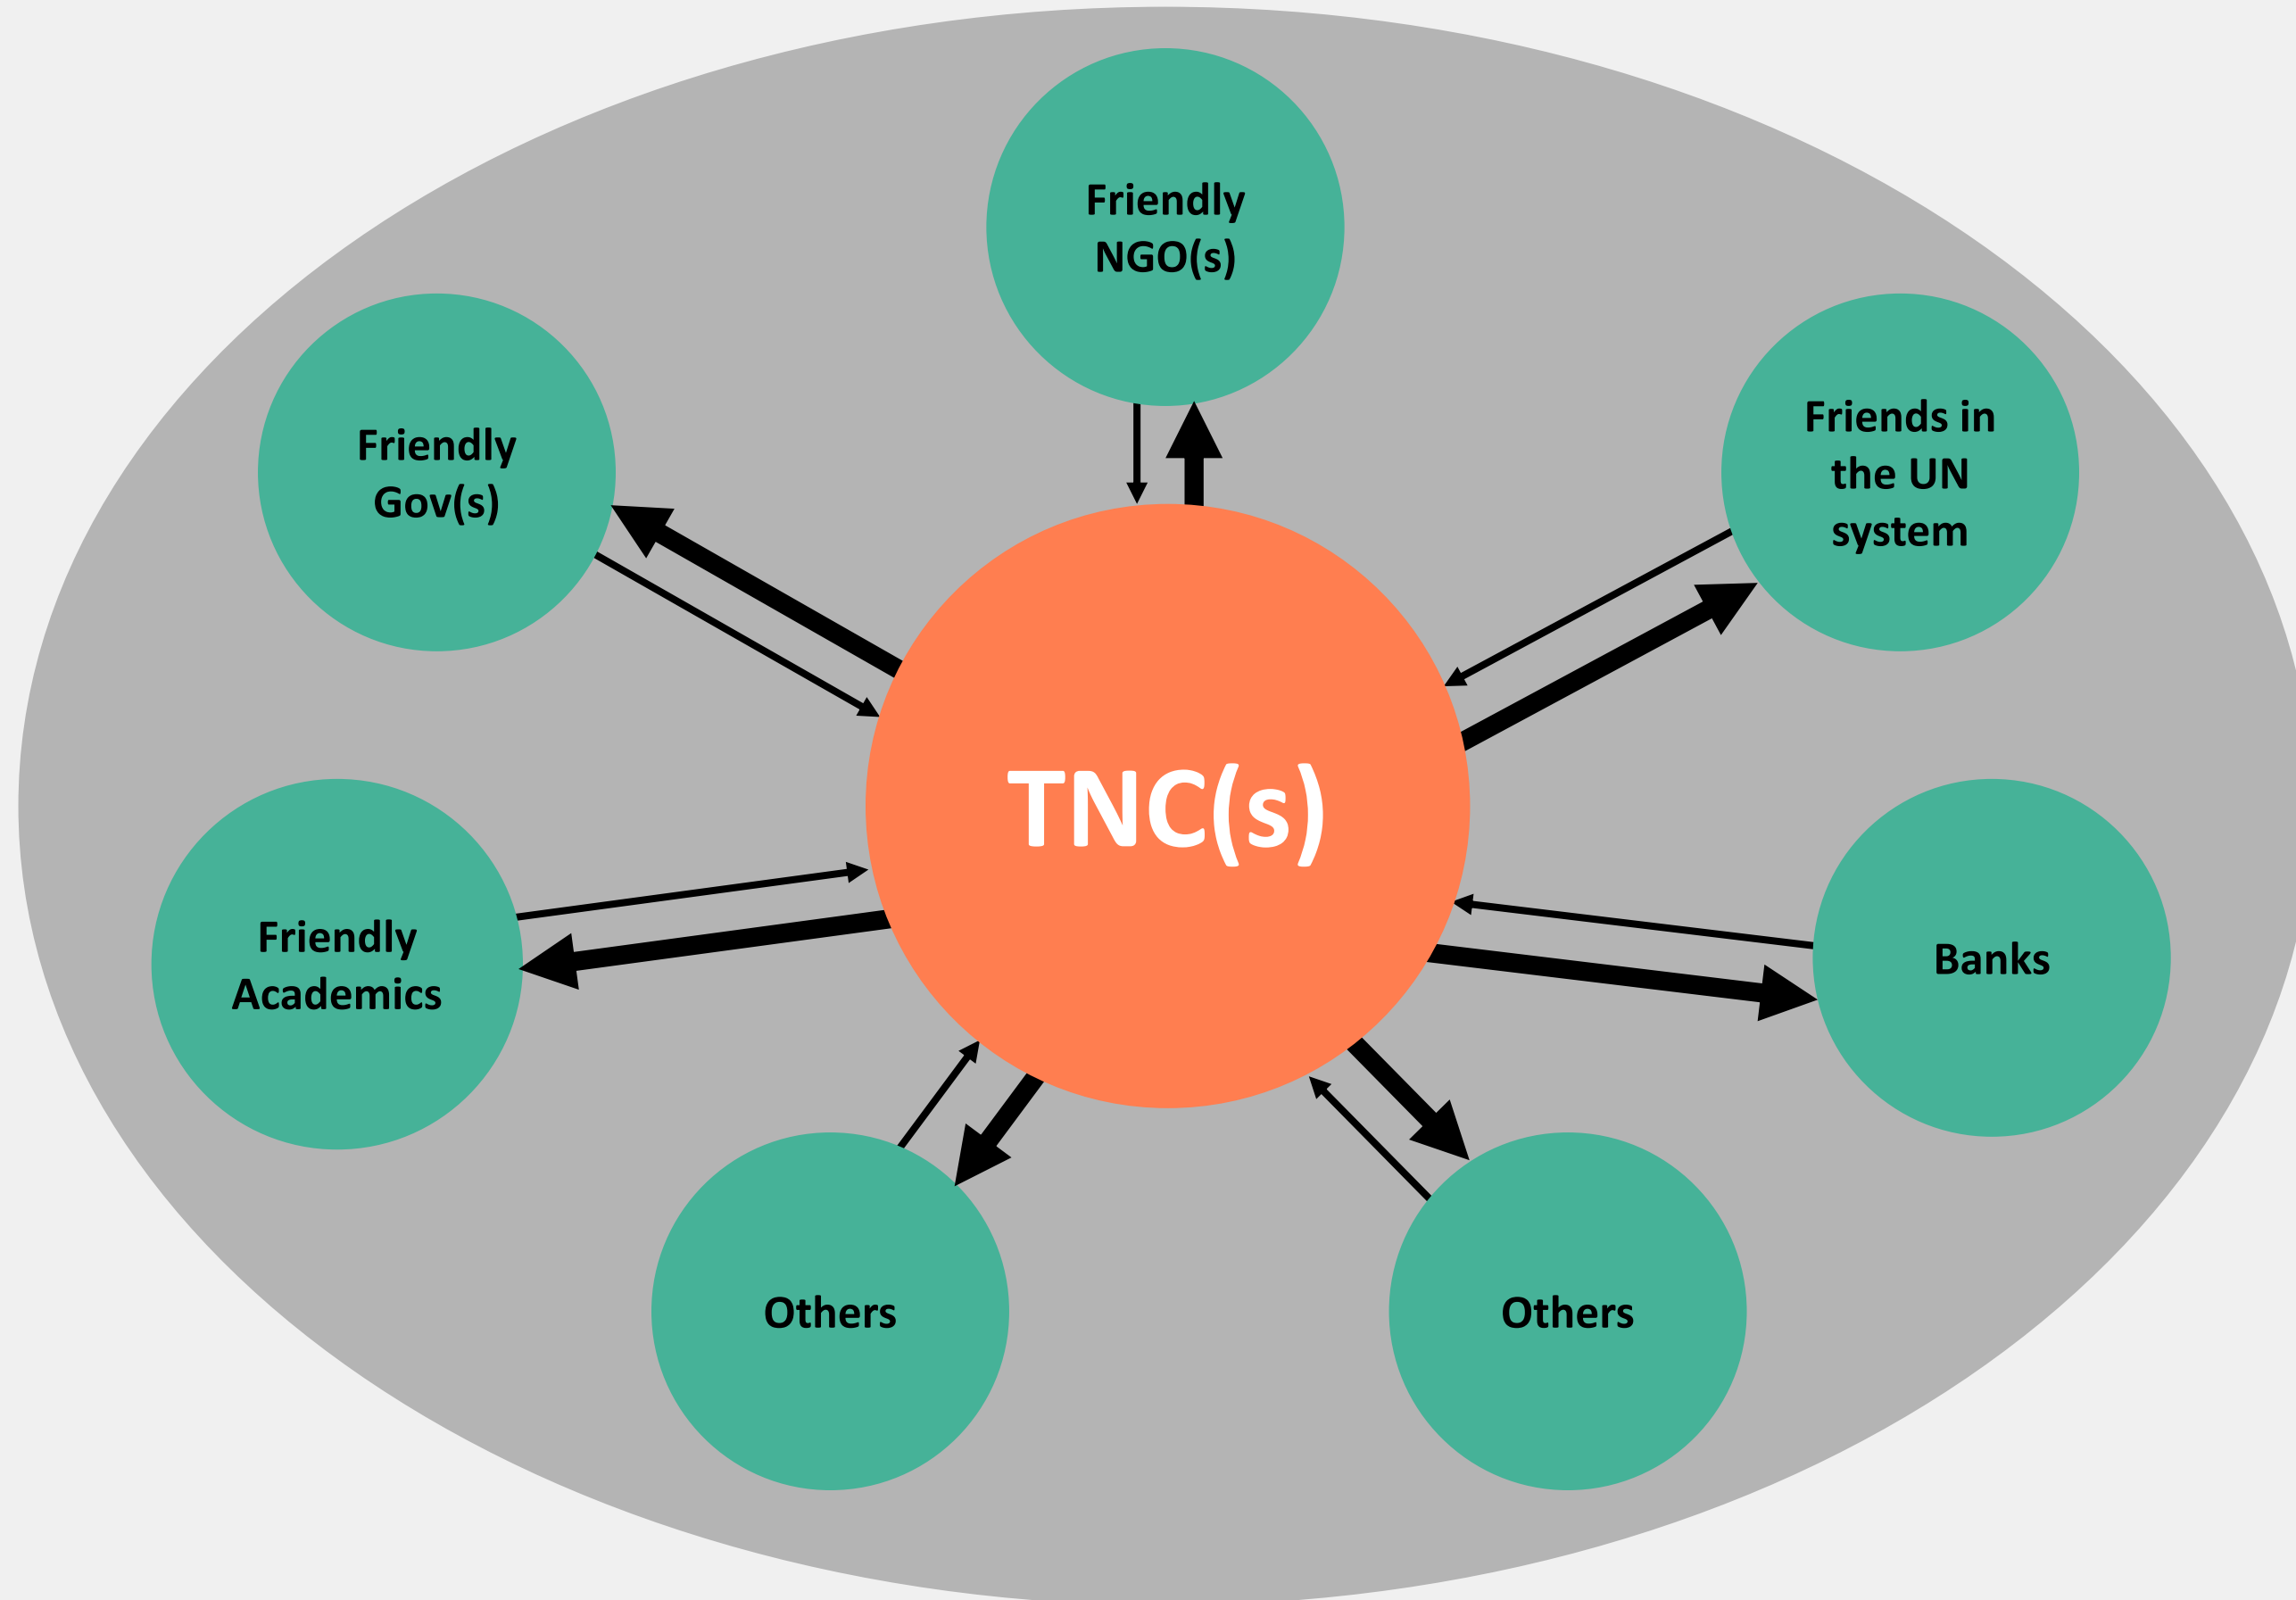 Friendly
NGO(s)
Friendly
Gov(s)
Friends in
the UN
system
TNC(s)
Friendly
Academics
Banks
Others
Others